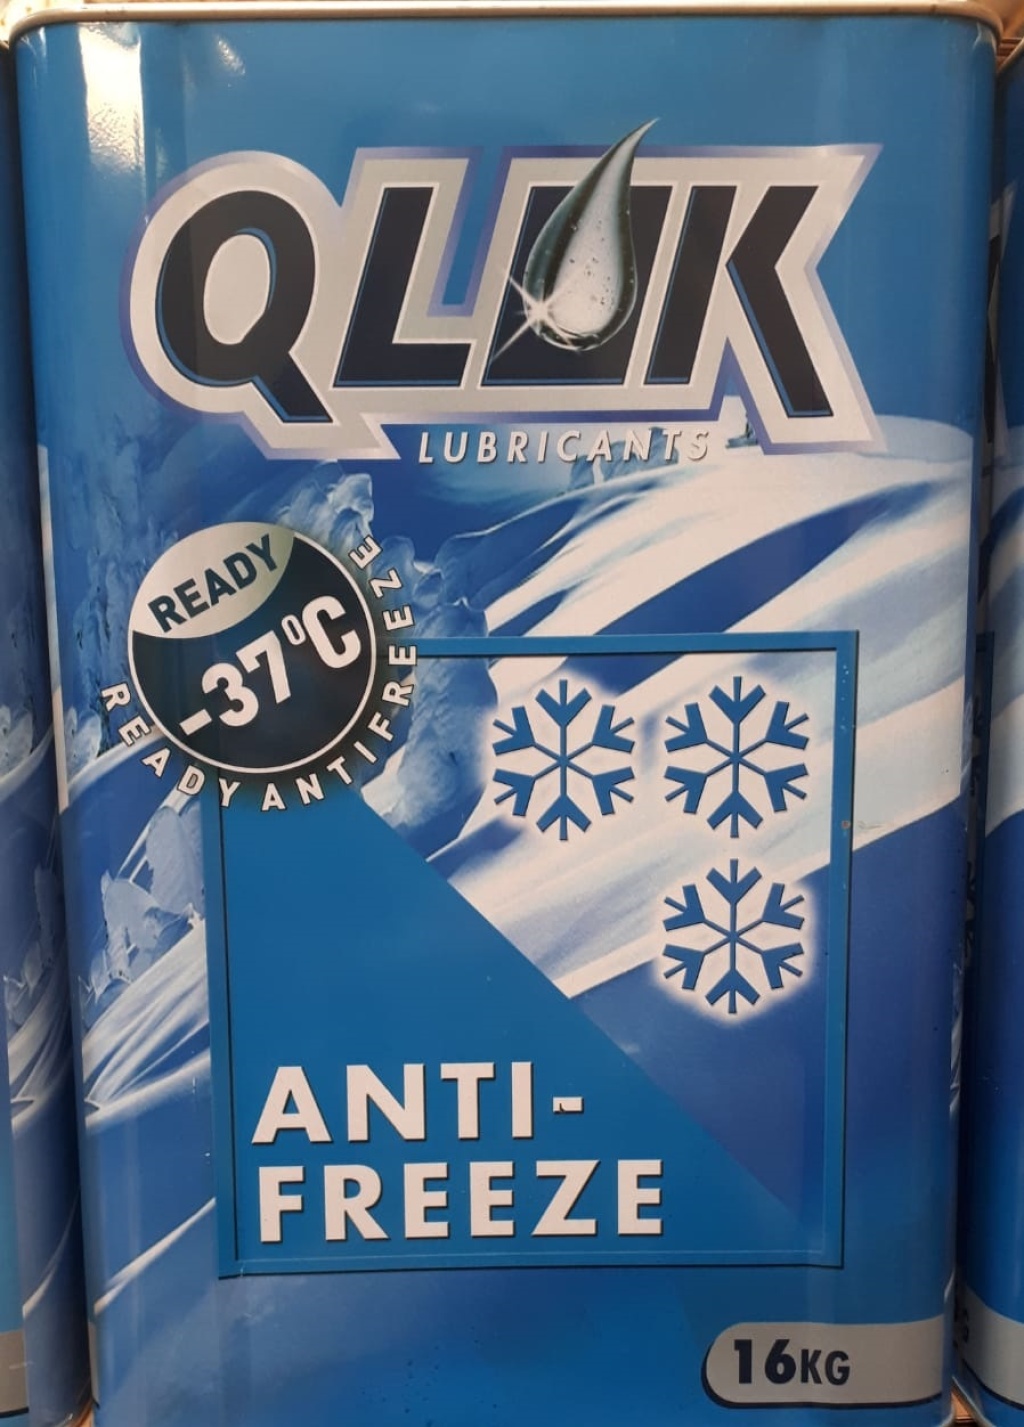 QLUK
LUBRICANTS
READY
-37°C
READY ANTIFREEZE
ANTI-
FREEZE
16KG